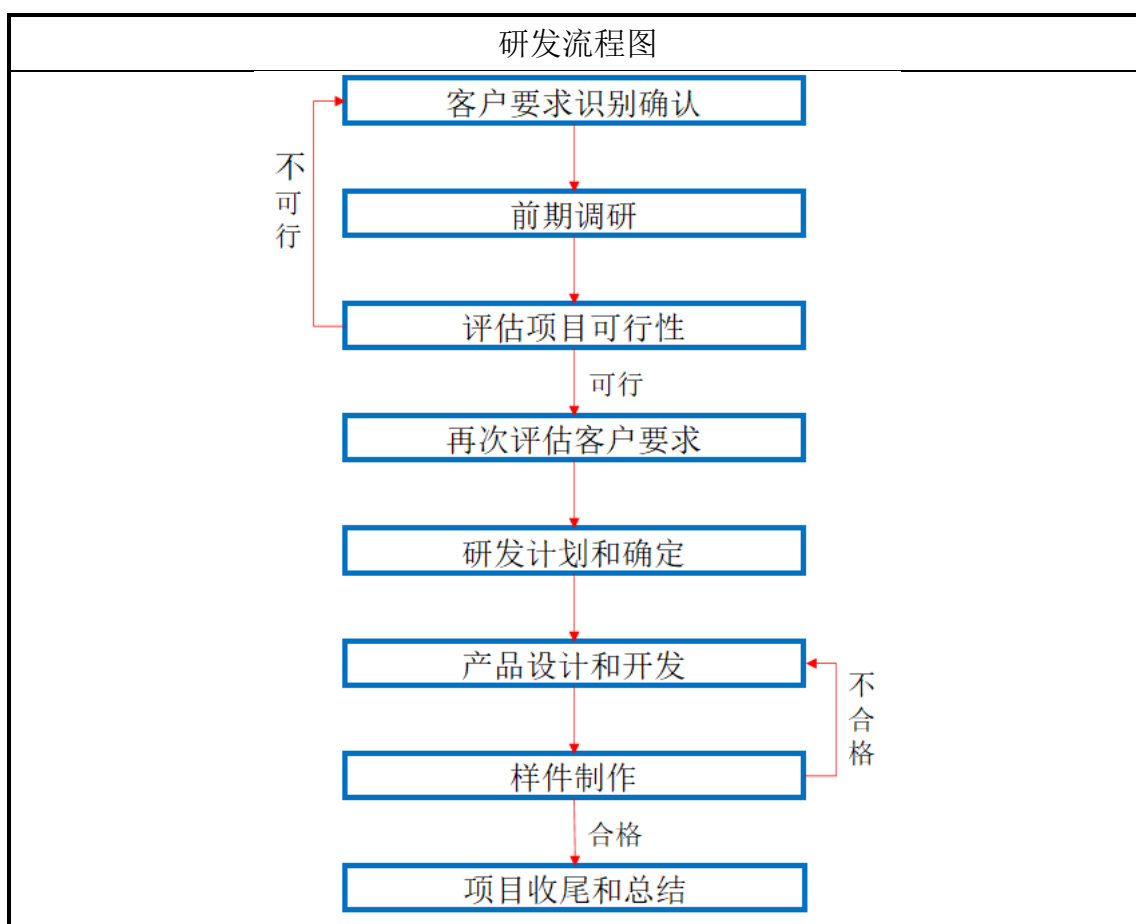 研发流程图
客户要求识别确认
不可行
前期调研
评估项目可行性
可行
再次评估客户要求
研发计划和确定
产品设计和开发
不合格
样件制作
合格
项目收尾和总结